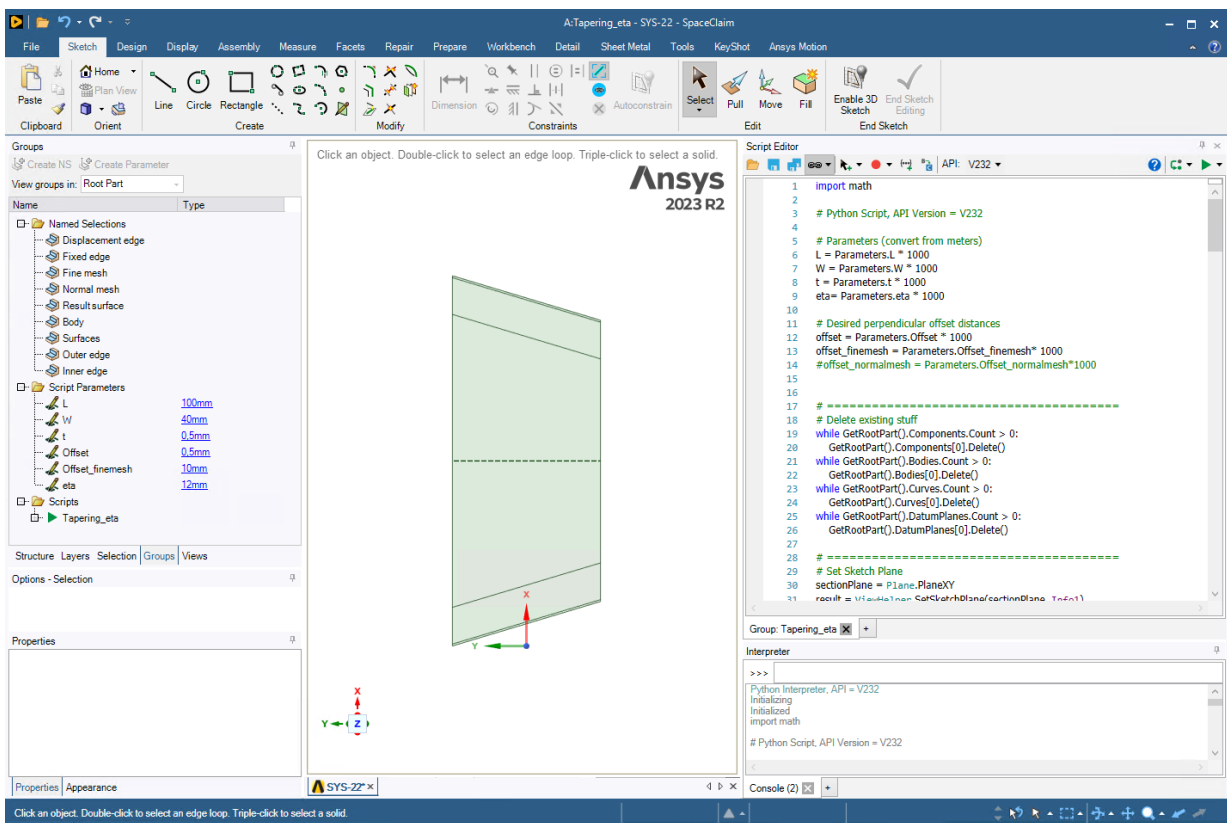 A:Tapering_eta - SYS-22 - SpaceClaim
File Sketch Design Display Assembly Measure Facets Repair Prepare Workbench Detail Sheet Metal Tools KeyShot Ansys Motion
Paste
Home
Plan View
Line Circle Rectangle
Dimension
Autoconstrain
Select Pull Move Fill
Enable 3D Sketch
End Sketch Editing
Clipboard Orient Create Modify Constraints Edit End Sketch
Groups
Create NS Create Parameter
View groups in: Root Part
Name Type
Named Selections
Displacement edge
Fixed edge
Fine mesh
Normal mesh
Result surface
Body
Surfaces
Outer edge
Inner edge
Script Parameters
L 100mm
W 40mm
t 0,5mm
Offset 0,5mm
Offset_finemesh 10mm
eta 12mm
Scripts
Tapering_eta
Structure Layers Selection Groups Views
Options - Selection
Properties
Properties Appearance
Click an object. Double-click to select an edge loop. Triple-click to select a solid.
Ansys
2023 R2
X
Y
X
Y Z
SYS-22*
Script Editor
API: V232
1 import math
2
3 # Python Script, API Version = V232
4
5 # Parameters (convert from meters)
6 L = Parameters.L * 1000
7 W = Parameters.W * 1000
8 t = Parameters.t * 1000
9 eta= Parameters.eta * 1000
10
11 # Desired perpendicular offset distances
12 offset = Parameters.Offset * 1000
13 offset_finemesh = Parameters.Offset_finemesh* 1000
14 #offset_normalmesh = Parameters.Offset_normalmesh*1000
15
16
17 # ========================================
18 # Delete existing stuff
19 while GetRootPart().Components.Count > 0:
20 GetRootPart().Components[0].Delete()
21 while GetRootPart().Bodies.Count > 0:
22 GetRootPart().Bodies[0].Delete()
23 while GetRootPart().Curves.Count > 0:
24 GetRootPart().Curves[0].Delete()
25 while GetRootPart().DatumPlanes.Count > 0:
26 GetRootPart().DatumPlanes[0].Delete()
27
28 # ========================================
29 # Set Sketch Plane
30 sectionPlane = Plane.PlaneXY
31 result = ViewHelper.SetSketchPlane(sectionPlane, Info1)
Group: Tapering_eta
Interpreter
>>>
Python Interpreter, API = V232
Initializing
Initialized
import math
# Python Script, API Version = V232
Console (2)
Click an object. Double-click to select an edge loop. Triple-click to select a solid.